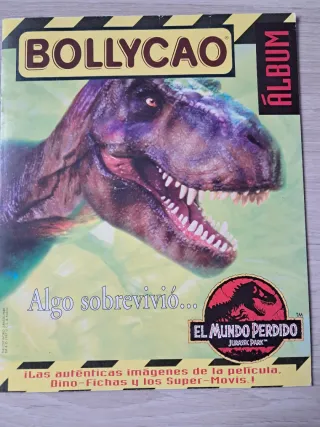 BOLLYCAO
ÁLBUM
Algo sobrevivió...
EL MUNDO PERDIDO
JURASSIC PARK™
¡Las auténticas imágenes de la película.
Dino-Fichas y los Super-Movis.!